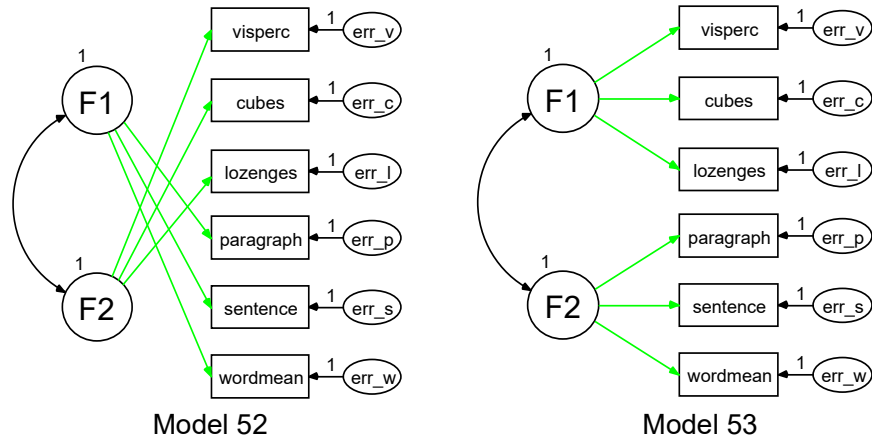 1
F1
1
F2
visperc
1
err_v
cubes
1
err_c
lozenges
1
err_l
paragraph
1
err_p
sentence
1
err_s
wordmean
1
err_w
Model 52
1
F1
1
F2
visperc
1
err_v
cubes
1
err_c
lozenges
1
err_l
paragraph
1
err_p
sentence
1
err_s
wordmean
1
err_w
Model 53